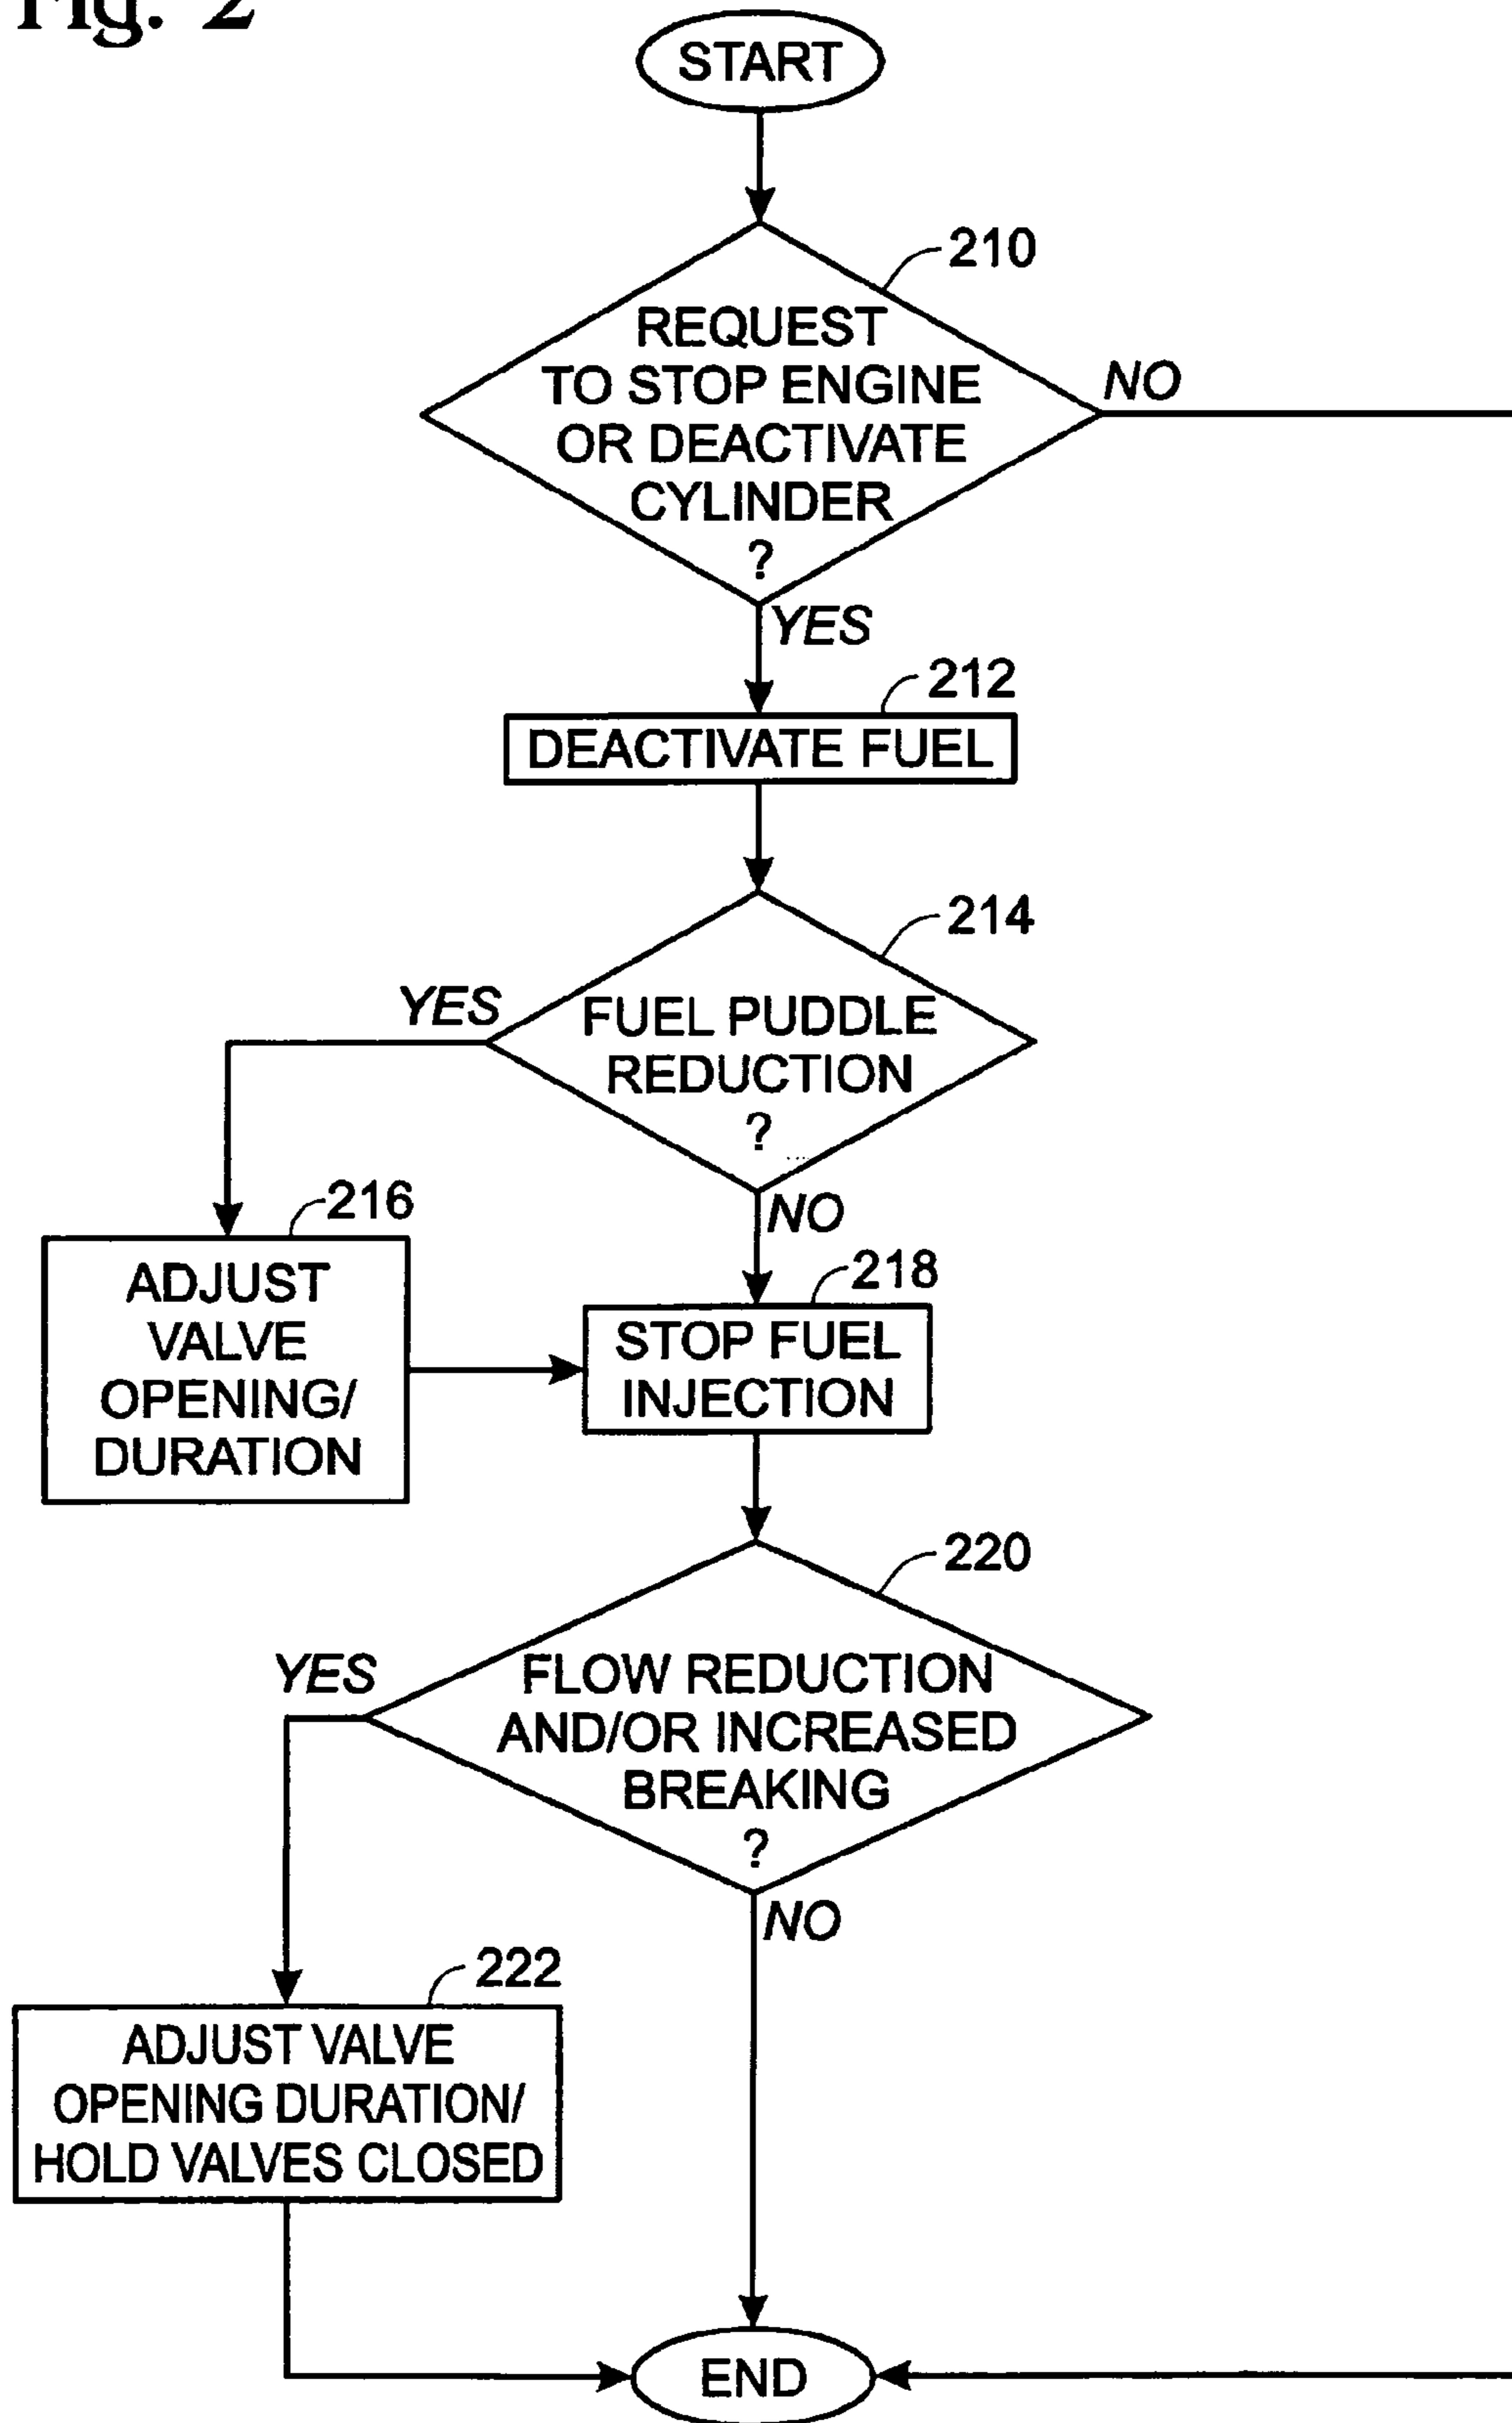 Fig. 2
START
210
REQUEST
TO STOP ENGINE
OR DEACTIVATE
CYLINDER
?
NO
YES
212
DEACTIVATE FUEL
214
YES
FUEL PUDDLE
REDUCTION
?
NO
216
ADJUST
VALVE
OPENING/
DURATION
218
STOP FUEL
INJECTION
220
YES
FLOW REDUCTION
AND/OR INCREASED
BREAKING
?
NO
222
ADJUST VALVE
OPENING DURATION/
HOLD VALVES CLOSED
END